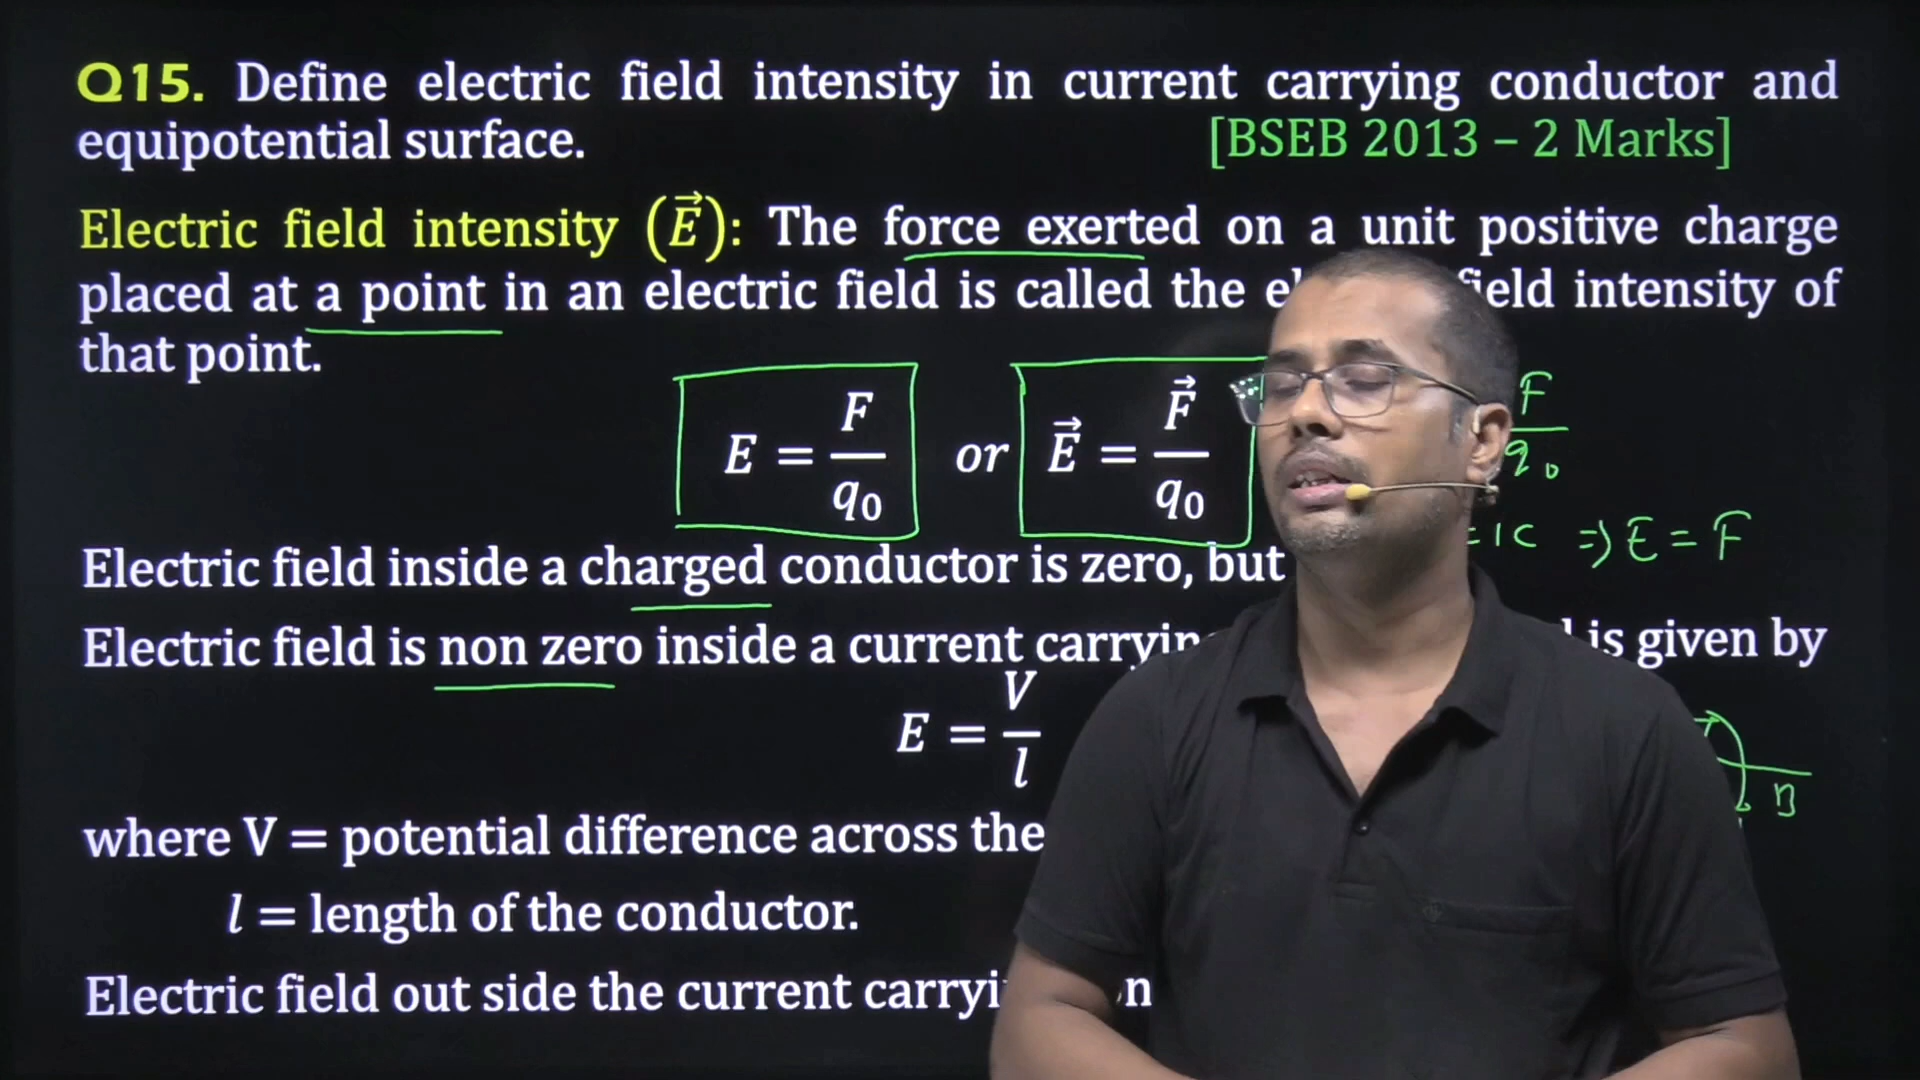 Q15. Define electric field intensity in current carrying conductor and
equipotential surface. [BSEB 2013 – 2 Marks]
Electric field intensity (E⃗): The force exerted on a unit positive charge
placed at a point in an electric field is called the field intensity of
that point.
E = F/q₀ or E⃗ = F⃗/q₀
F/q₀
= 1C ⇒ E = F
Electric field inside a charged conductor is zero, but
Electric field is non zero inside a current is given by
E = V/l
B
where V = potential difference across the
l = length of the conductor.
Electric field out side the current